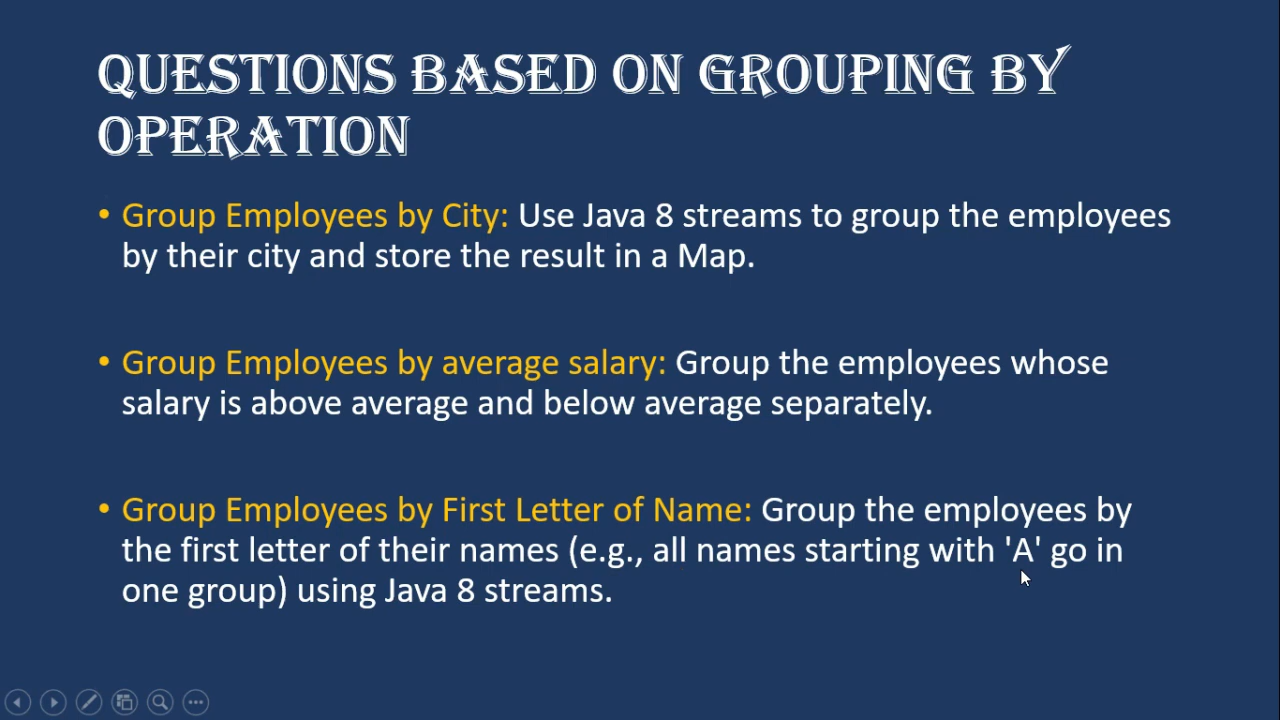 QUESTIONS BASED ON GROUPING BY
OPERATION
• Group Employees by City: Use Java 8 streams to group the employees
by their city and store the result in a Map.
• Group Employees by average salary: Group the employees whose
salary is above average and below average separately.
• Group Employees by First Letter of Name: Group the employees by
the first letter of their names (e.g., all names starting with 'A' go in
one group) using Java 8 streams.